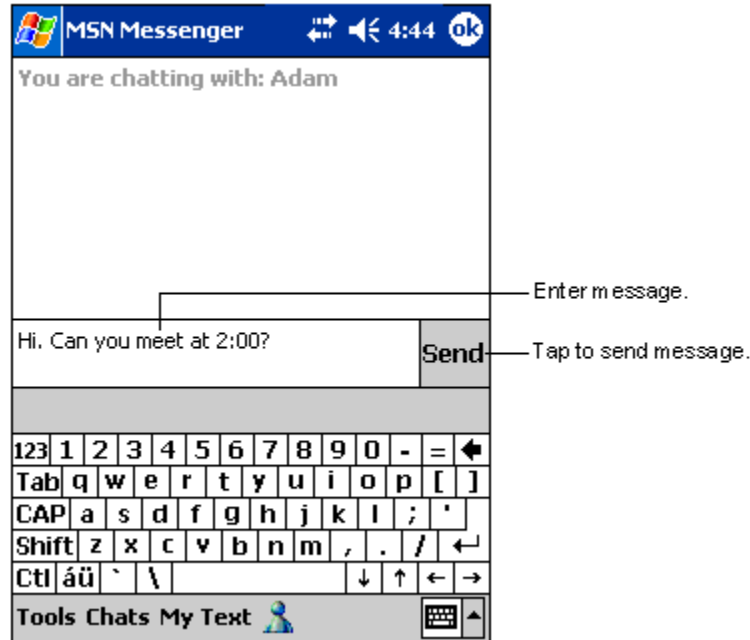 MSN Messenger 4:44 ok
You are chatting with: Adam
Enter message.
Hi. Can you meet at 2:00?
Send
Tap to send message.
123 1 2 3 4 5 6 7 8 9 0 - =
Tab q w e r t y u i o p [ ]
CAP a s d f g h j k l ; '
Shift z x c v b n m , . /
Ctl áü ` \ ↓ ↑ ← →
Tools Chats My Text